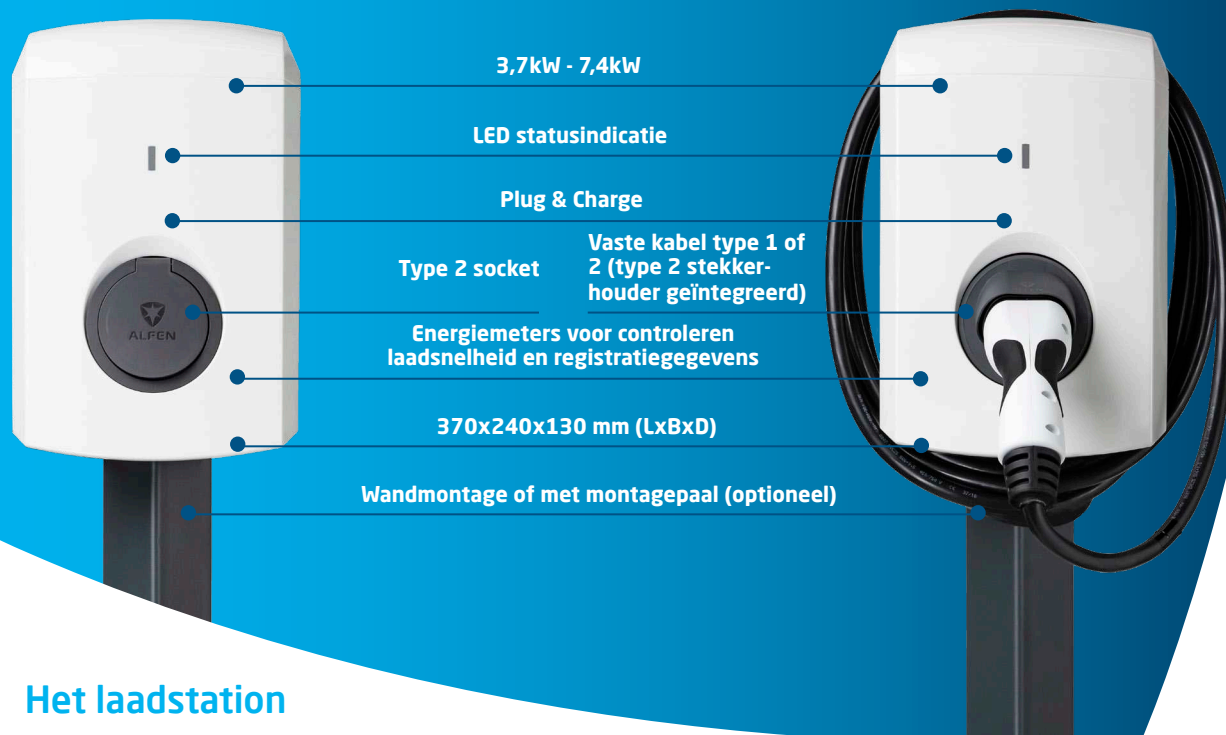 3,7kW - 7,4kW
LED statusindicatie
Plug & Charge
Type 2 socket
Vaste kabel type 1 of
2 (type 2 stekker-
houder geïntegreerd)
ALFEN
Energiemeters voor controleren
laadsnelheid en registratiegegevens
370x240x130 mm (LxBxD)
Wandmontage of met montagepaal (optioneel)
Het laadstation